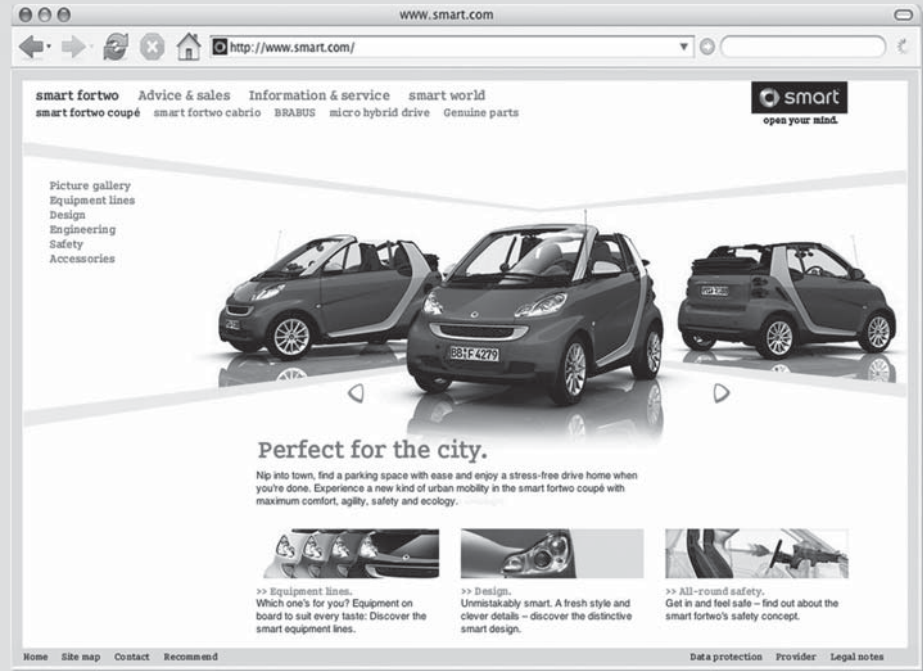 www.smart.com
http://www.smart.com/
smart fortwo Advice & sales Information & service smart world
smart fortwo coupé smart fortwo cabrio BRABUS micro hybrid drive Genuine parts
smart
open your mind.
Picture gallery
Equipment lines
Design
Engineering
Safety
Accessories
BB·F 4279
Perfect for the city.
Nip into town, find a parking space with ease and enjoy a stress-free drive home when
you're done. Experience a new kind of urban mobility in the smart fortwo coupé with
maximum comfort, agility, safety and ecology.
>> Equipment lines.
Which one's for you? Equipment on
board to suit every taste: Discover the
smart equipment lines.
>> Design.
Unmistakably smart. A fresh style and
clever details – discover the distinctive
smart design.
>> All-round safety.
Get in and feel safe – find out about the
smart fortwo's safety concept.
Home Site map Contact Recommend
Data protection Provider Legal notes